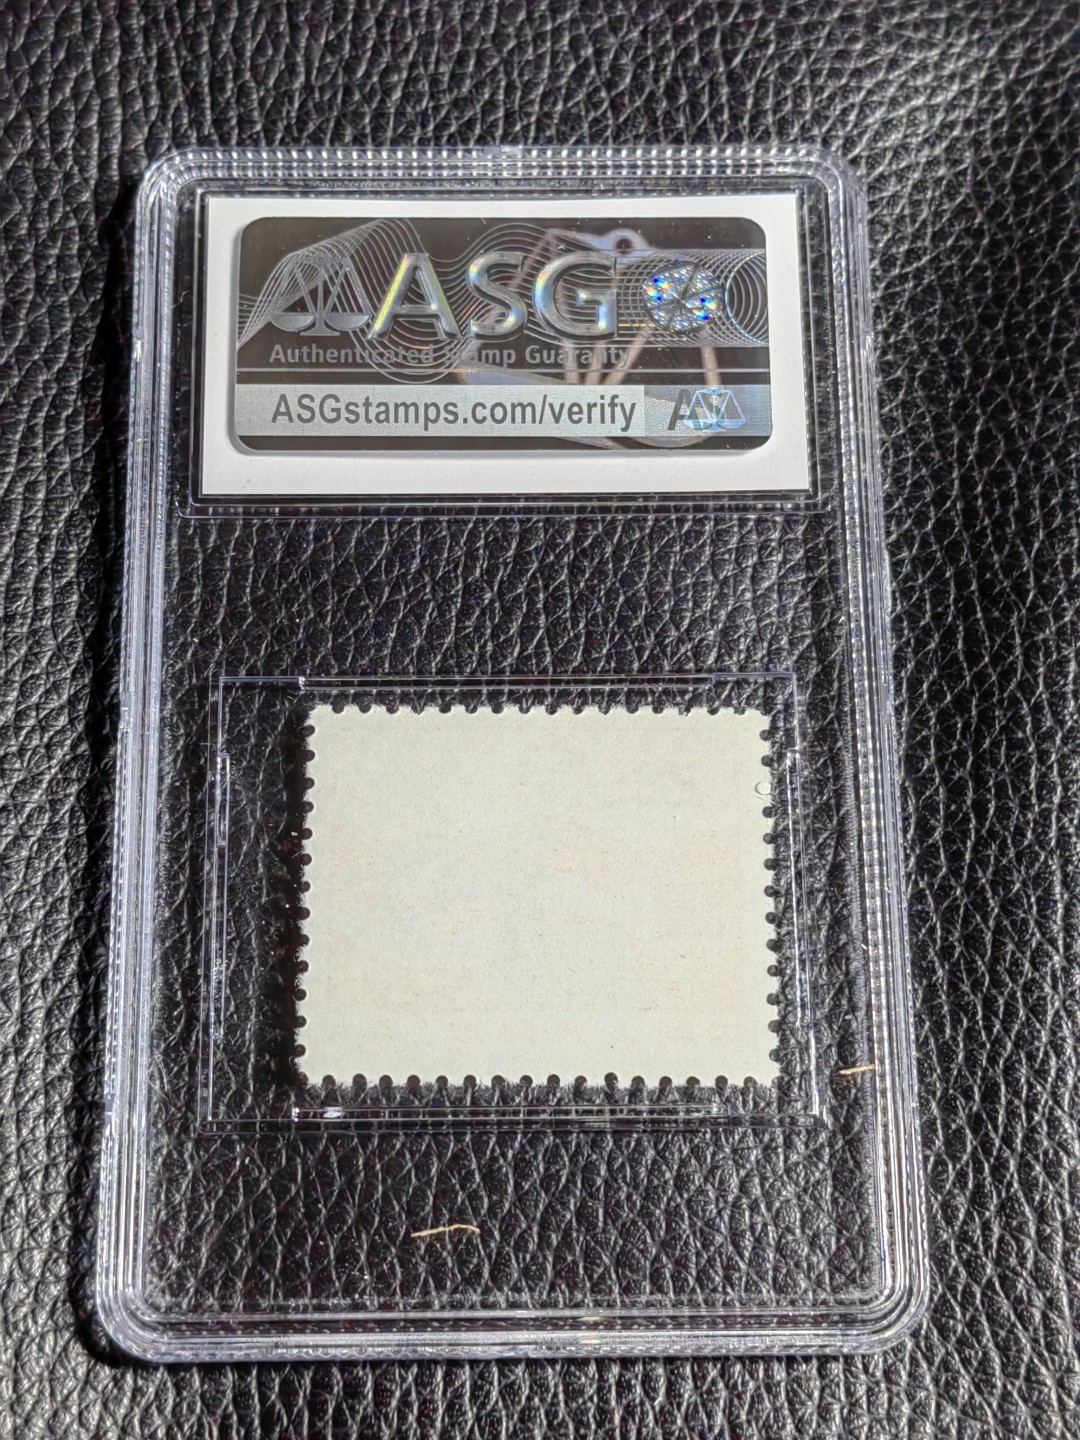 ASG
Authenticated Stamp Guaranty
ASGstamps.com/verify